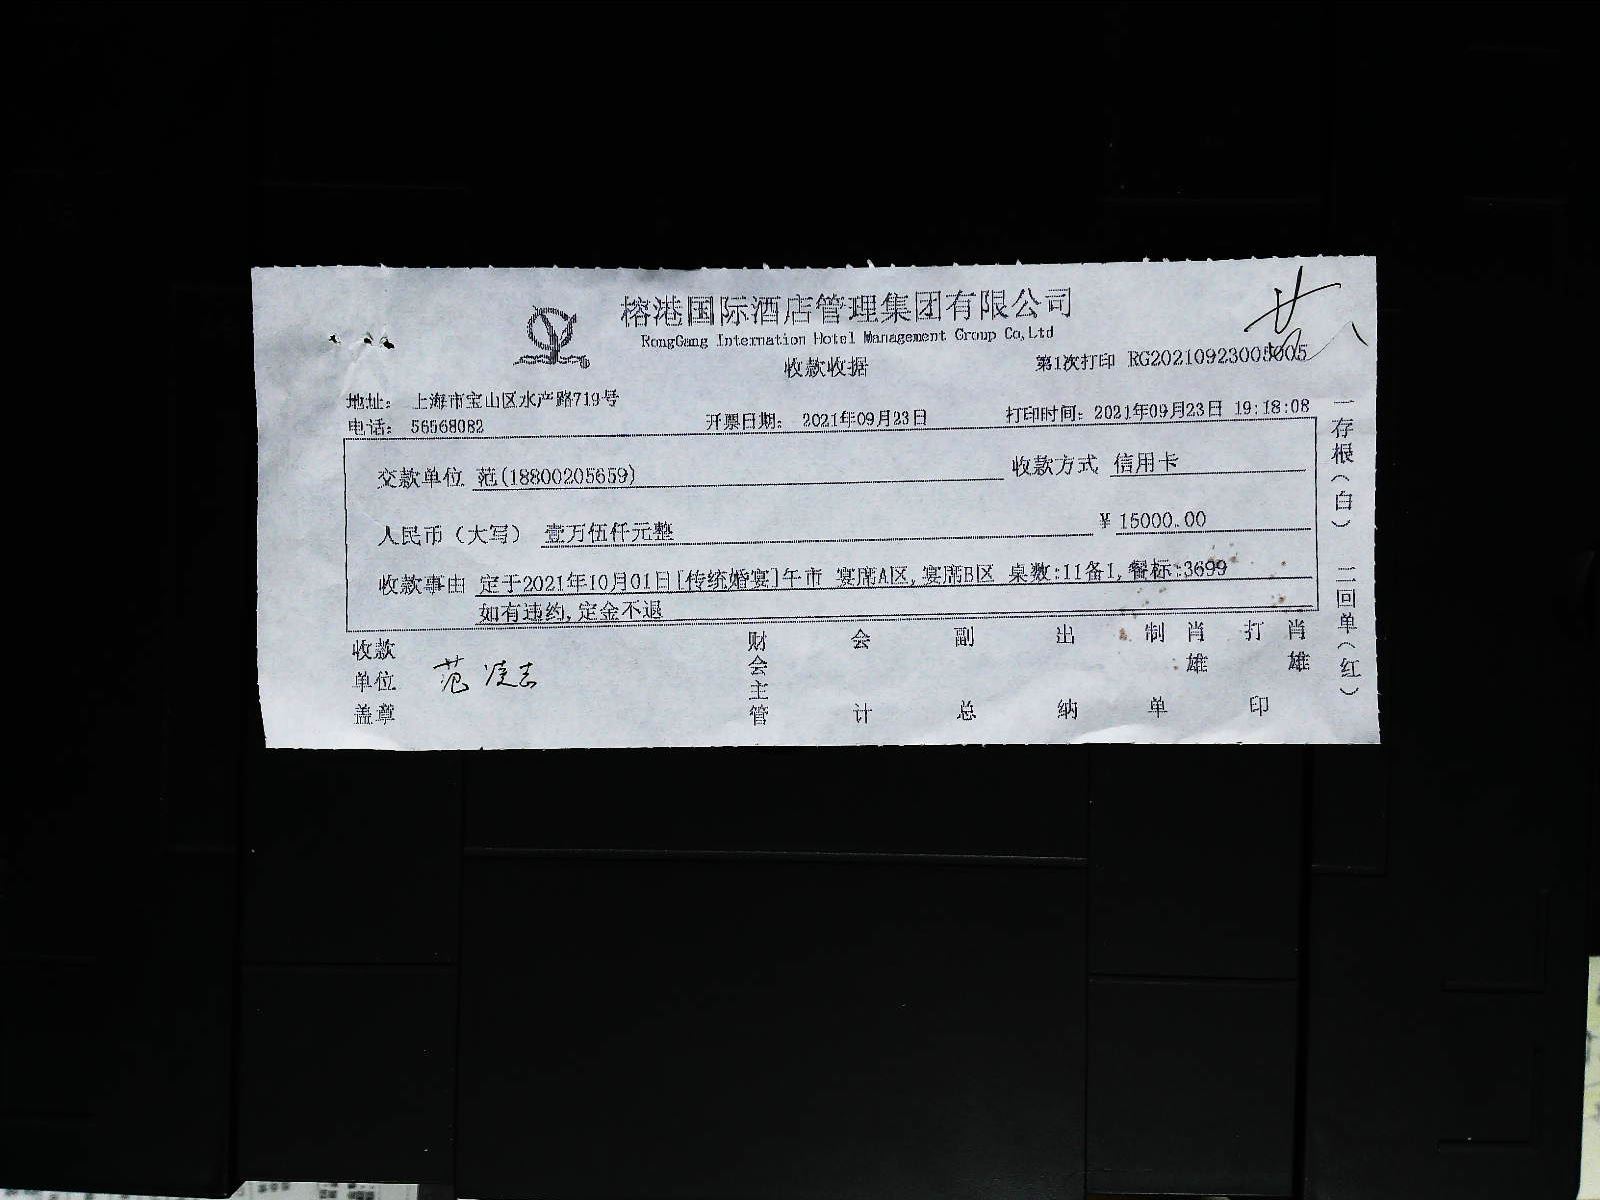 榕港国际酒店管理集团有限公司
RongGang Internation Hotel Management Group Co,Ltd
收款收据
第1次打印 RG20210923005005
地址： 上海市宝山区水产路719号
电话： 56568082
开票日期： 2021年09月23日
打印时间：2021年09月23日 19:18:08
交款单位 范(18800205659)
收款方式 信用卡
人民币（大写） 壹万伍仟元整
￥ 15000.00
收款事由 定于2021年10月01日[传统婚宴]午市 宴席A区,宴席B区 桌数:11备1,餐标:3699
如有违约,定金不退
收款单位盖章
范
财会主管
会计
副总
出纳
制单
肖雄
打印
肖雄
一存根（白） 二回单（红）